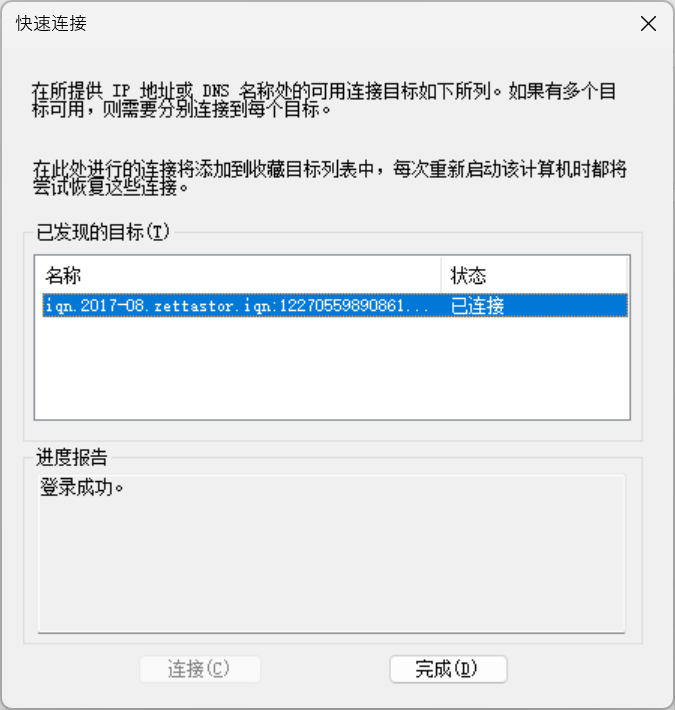 快速连接
在所提供 IP 地址或 DNS 名称处的可用连接目标如下所列。如果有多个目
标可用，则需要分别连接到每个目标。
在此处进行的连接将添加到收藏目标列表中，每次重新启动该计算机时都将
尝试恢复这些连接。
已发现的目标(T)
名称 状态
iqn.2017-08.zettastor.iqn:12270559890861... 已连接
进度报告
登录成功。
连接(C) 完成(D)